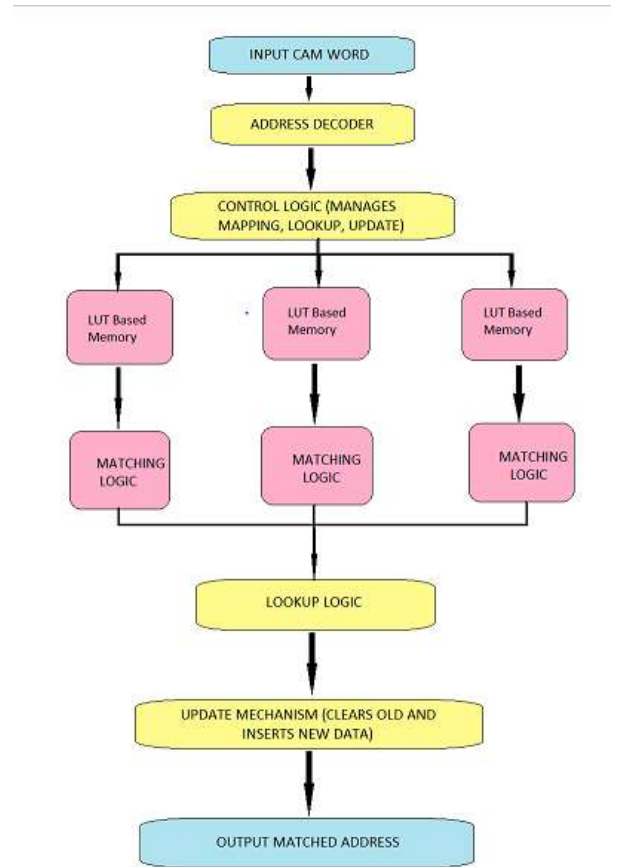 INPUT CAM WORD
ADDRESS DECODER
CONTROL LOGIC (MANAGES
MAPPING, LOOKUP, UPDATE)
LUT Based
Memory
LUT Based
Memory
LUT Based
Memory
MATCHING
LOGIC
MATCHING
LOGIC
MATCHING
LOGIC
LOOKUP LOGIC
UPDATE MECHANISM (CLEARS OLD AND
INSERTS NEW DATA)
OUTPUT MATCHED ADDRESS